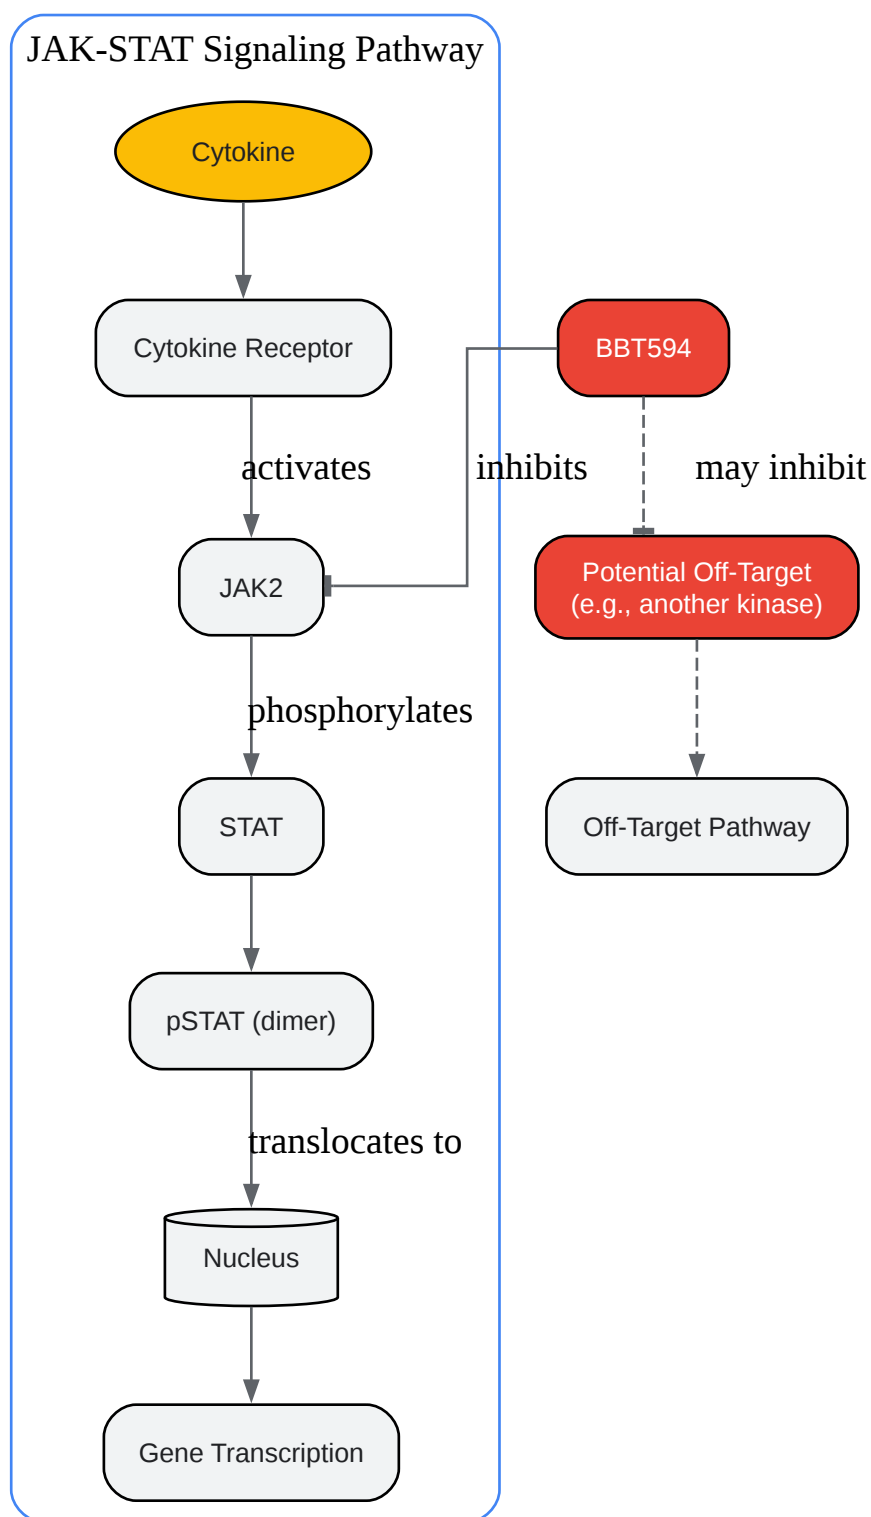 JAK-STAT Signaling Pathway
Cytokine
Cytokine Receptor
BBT594
activates
inhibits
may inhibit
JAK2
Potential Off-Target
(e.g., another kinase)
phosphorylates
STAT
Off-Target Pathway
pSTAT (dimer)
translocates to
Nucleus
Gene Transcription